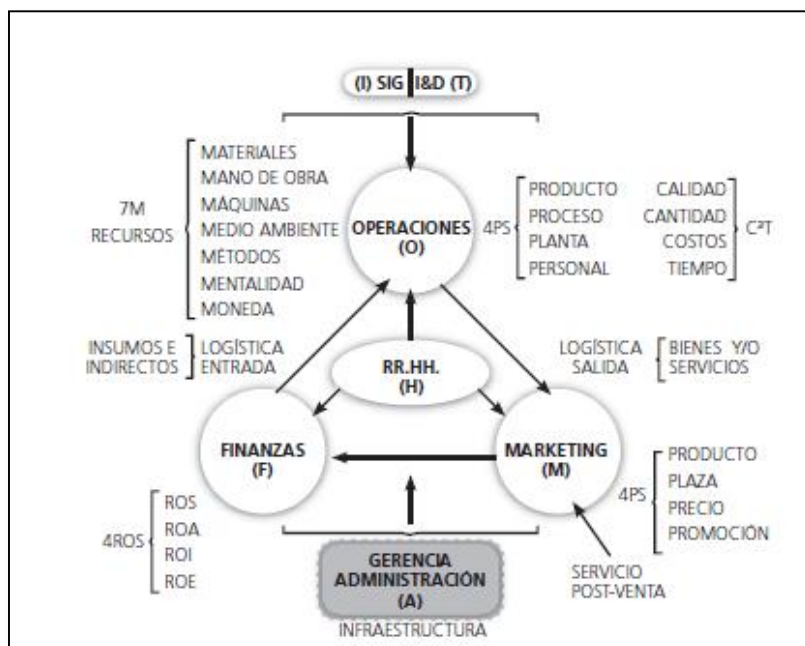 (I) SIG I&D (T)
7M
RECURSOS
MATERIALES
MANO DE OBRA
MÁQUINAS
MEDIO AMBIENTE
MÉTODOS
MENTALIDAD
MONEDA
OPERACIONES
(O)
4PS
PRODUCTO
PROCESO
PLANTA
PERSONAL
CALIDAD
CANTIDAD
COSTOS
TIEMPO
C²T
INSUMOS E
INDIRECTOS
LOGÍSTICA
ENTRADA
RR.HH.
(H)
LOGÍSTICA
SALIDA
BIENES Y/O
SERVICIOS
FINANZAS
(F)
MARKETING
(M)
4PS
PRODUCTO
PLAZA
PRECIO
PROMOCIÓN
4ROS
ROS
ROA
ROI
ROE
GERENCIA
ADMINISTRACIÓN
(A)
INFRAESTRUCTURA
SERVICIO
POST-VENTA